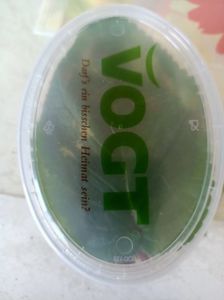 VOGT
Darf's ein bisschen Heimat sein?